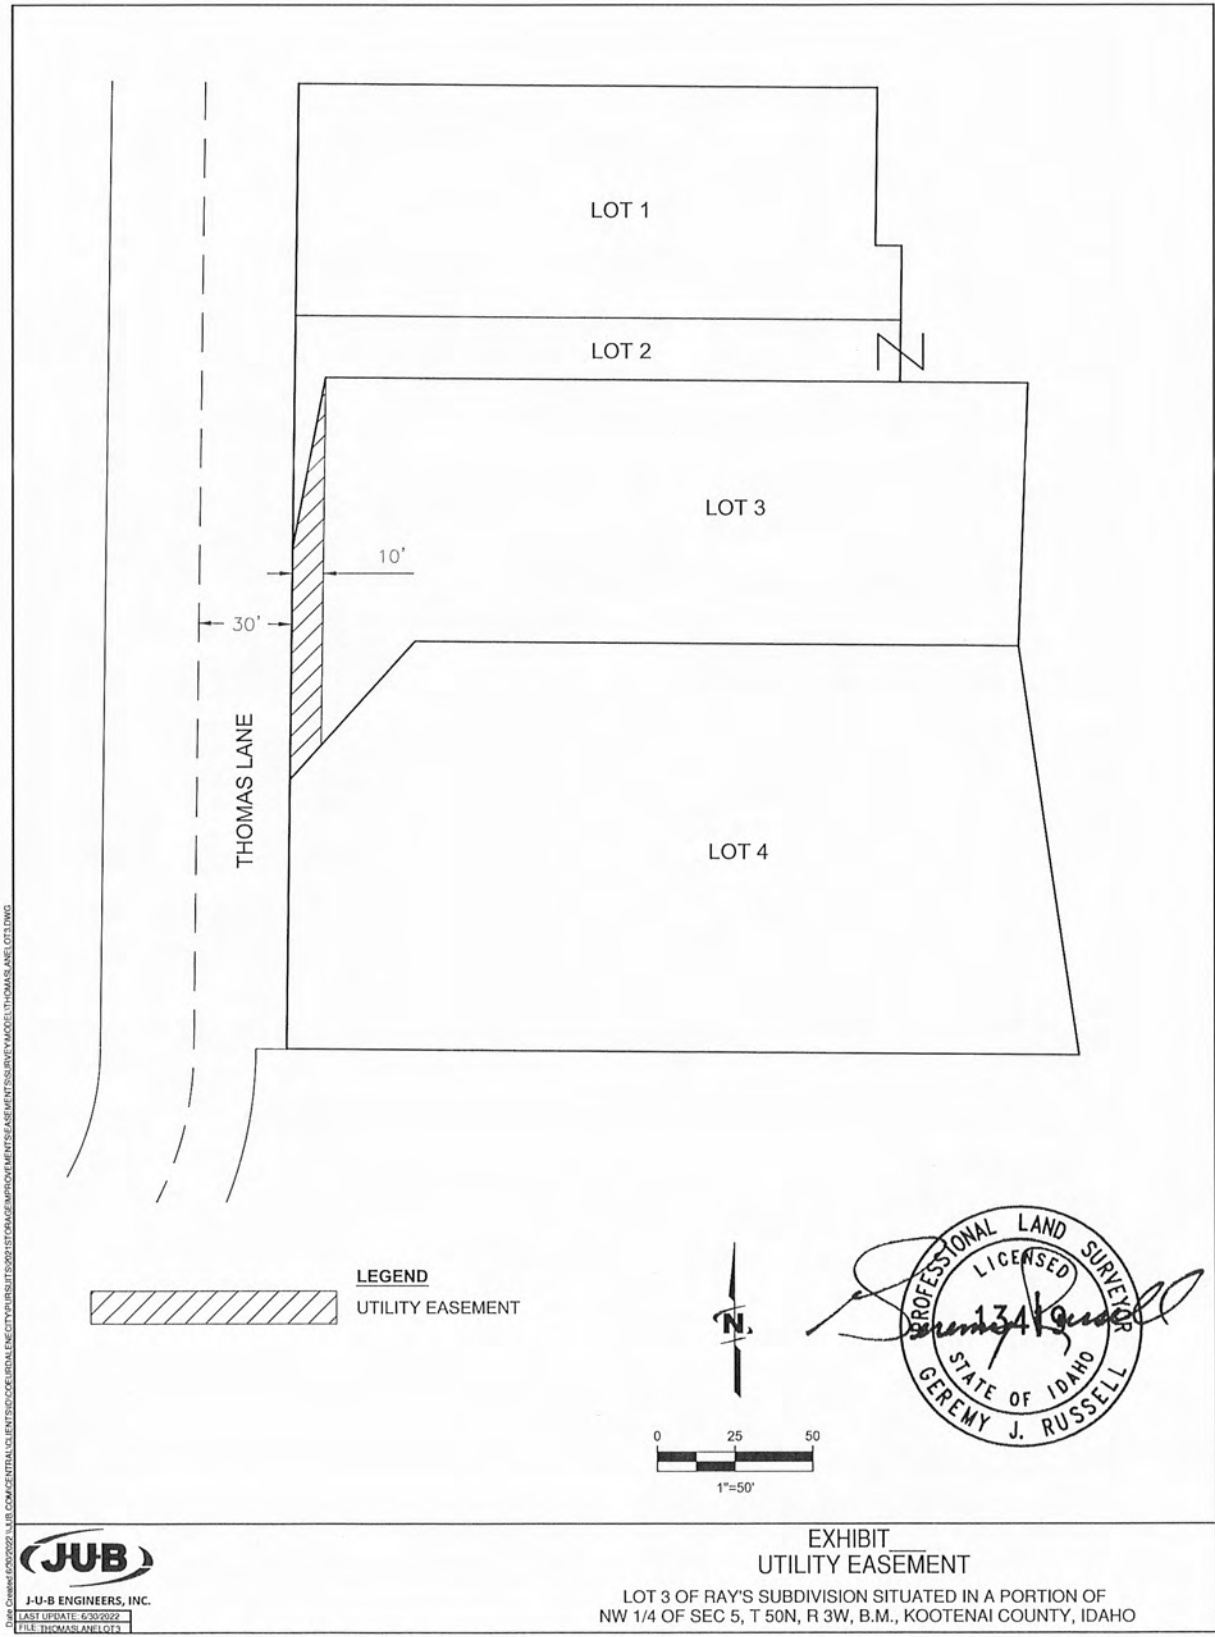 LOT 1
LOT 2
LOT 3
10'
30'
THOMAS LANE
LOT 4
LEGEND
UTILITY EASEMENT
N
0 25 50
1"=50'
PROFESSIONAL LAND SURVEYOR
LICENSED
13419
STATE OF IDAHO
GEREMY J. RUSSELL
JUB
J-U-B ENGINEERS, INC.
LAST UPDATE: 6/30/2022
FILE: THOMASLANELOT3
EXHIBIT___
UTILITY EASEMENT
LOT 3 OF RAY'S SUBDIVISION SITUATED IN A PORTION OF
NW 1/4 OF SEC 5, T 50N, R 3W, B.M., KOOTENAI COUNTY, IDAHO